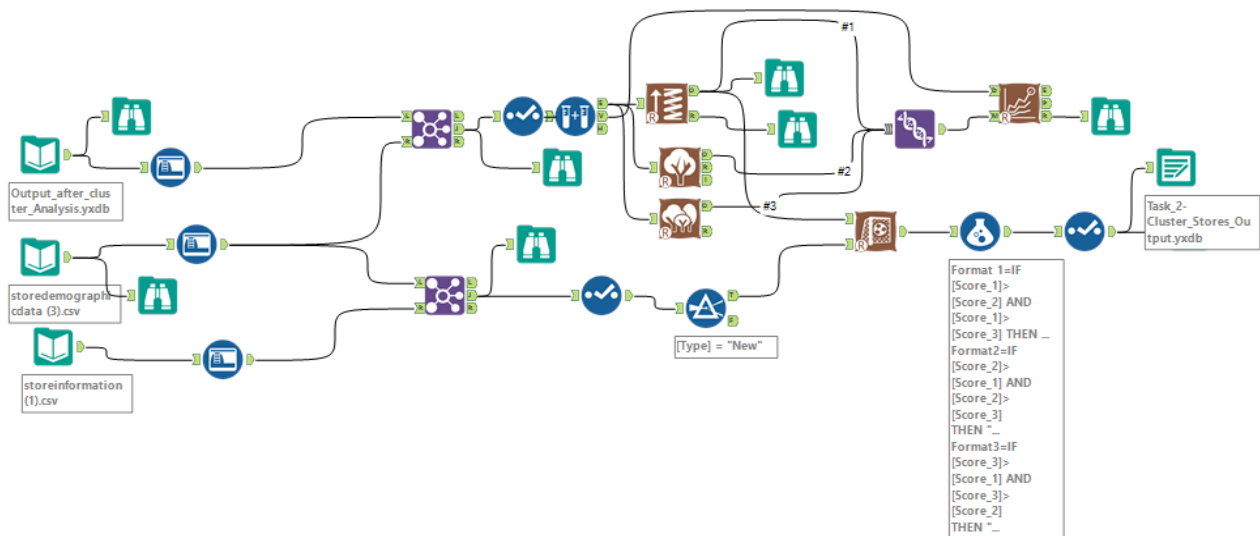 #1
#2
#3
Output_after_clus
ter_Analysis.yxdb
storedemographi
cdata (3).csv
storeinformation
(1).csv
[Type] = "New"
Task_2-
Cluster_Stores_Ou
tput.yxdb
Format 1=IF
[Score_1]>
[Score_2] AND
[Score_1]>
[Score_3] THEN ...
Format2=IF
[Score_2]>
[Score_1] AND
[Score_2]>
[Score_3]
THEN "...
Format3=IF
[Score_3]>
[Score_1] AND
[Score_3]>
[Score_2]
THEN "...